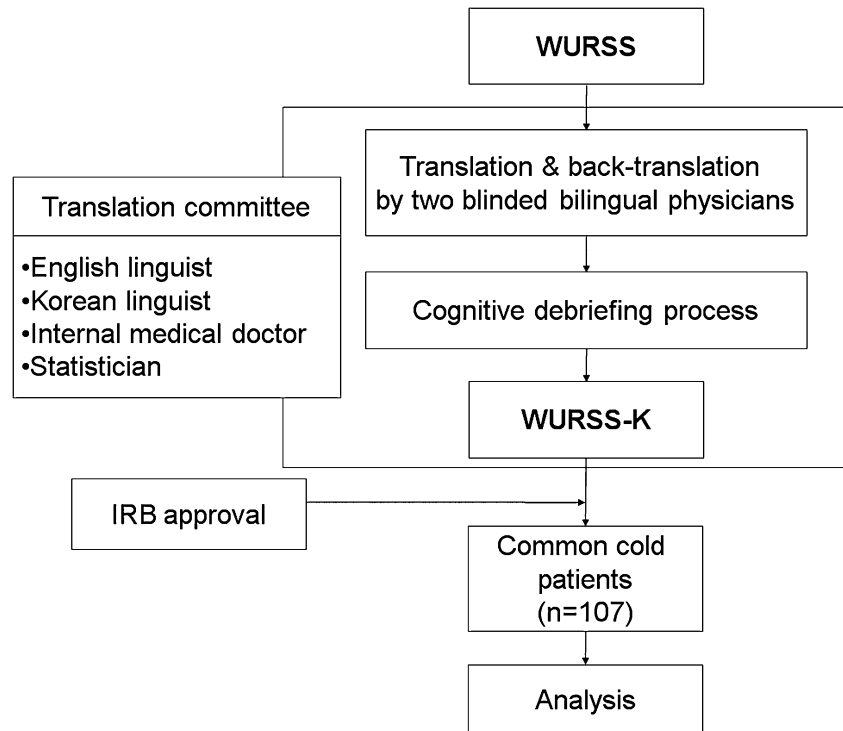 WURSS
Translation & back-translation
by two blinded bilingual physicians
Translation committee
•English linguist
•Korean linguist
•Internal medical doctor
•Statistician
Cognitive debriefing process
WURSS-K
IRB approval
Common cold
patients
(n=107)
Analysis